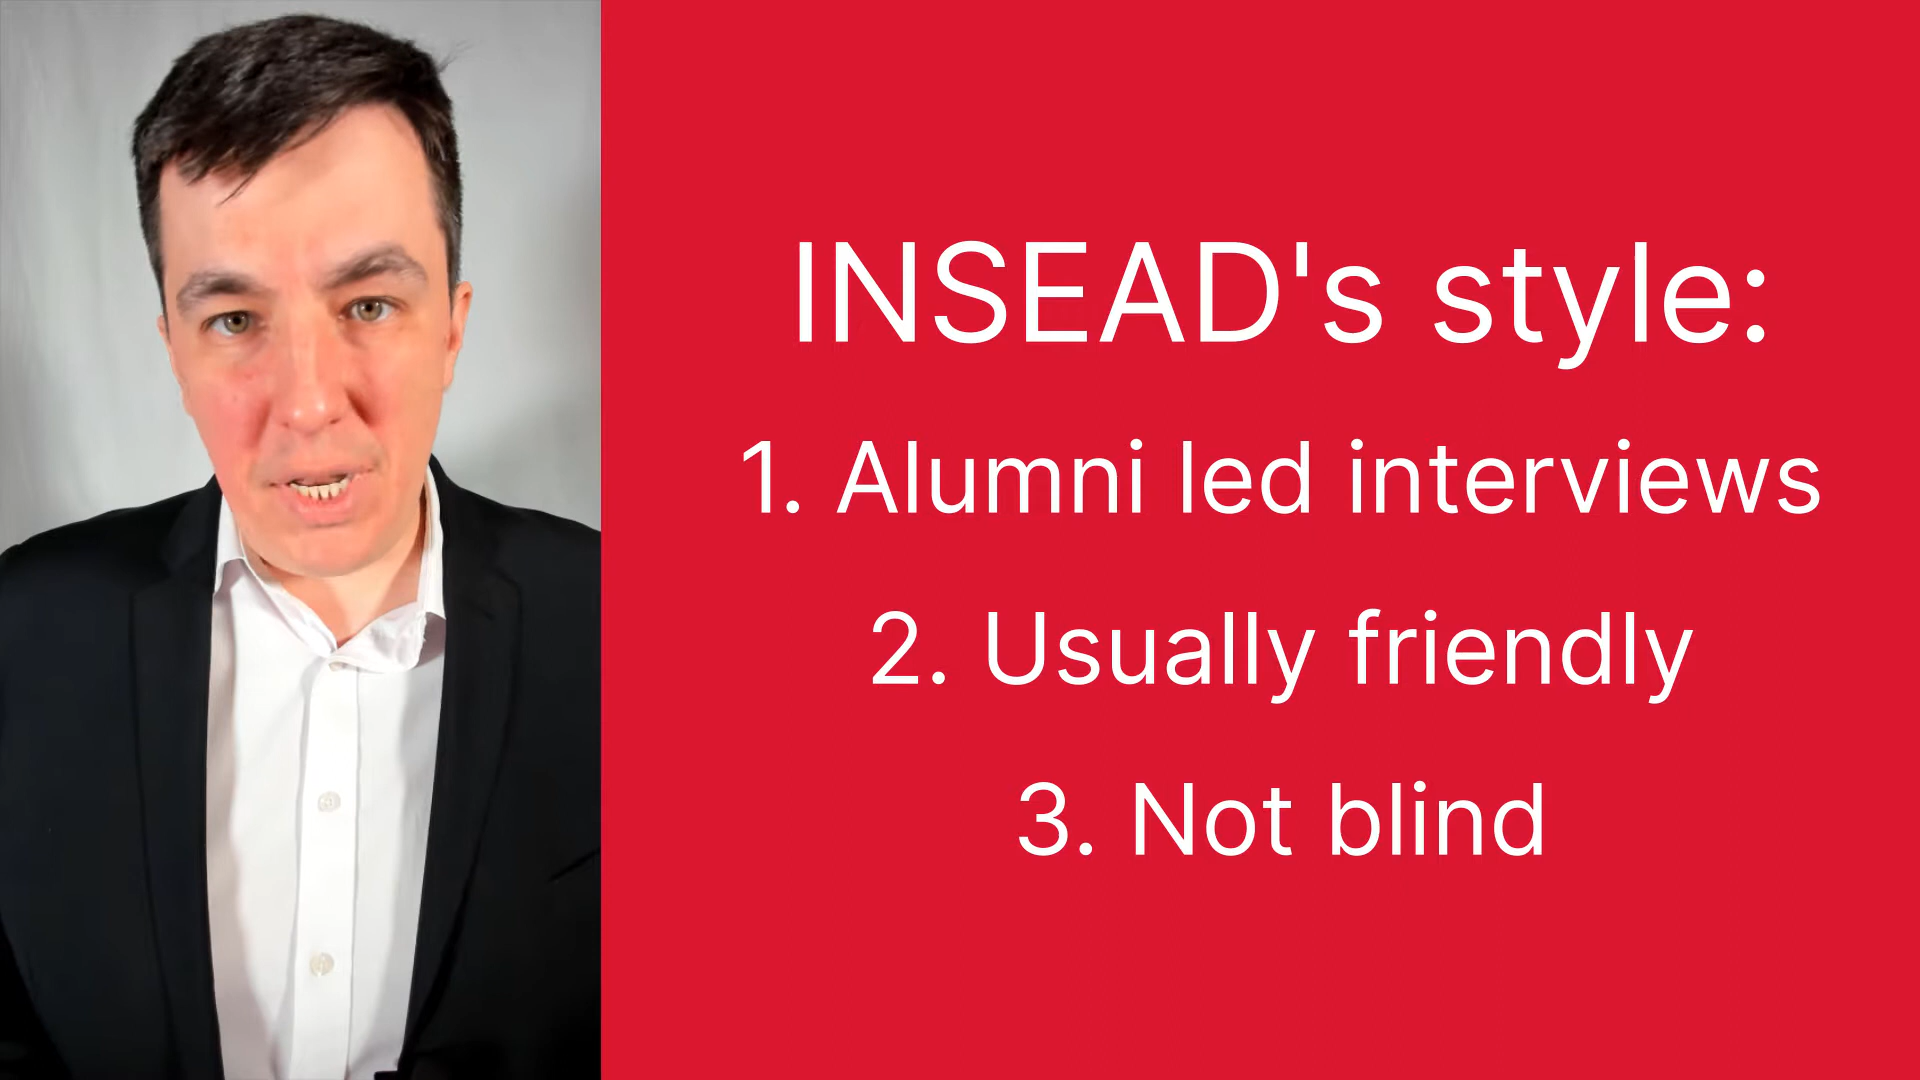 INSEAD's style:
1. Alumni led interviews
2. Usually friendly
3. Not blind